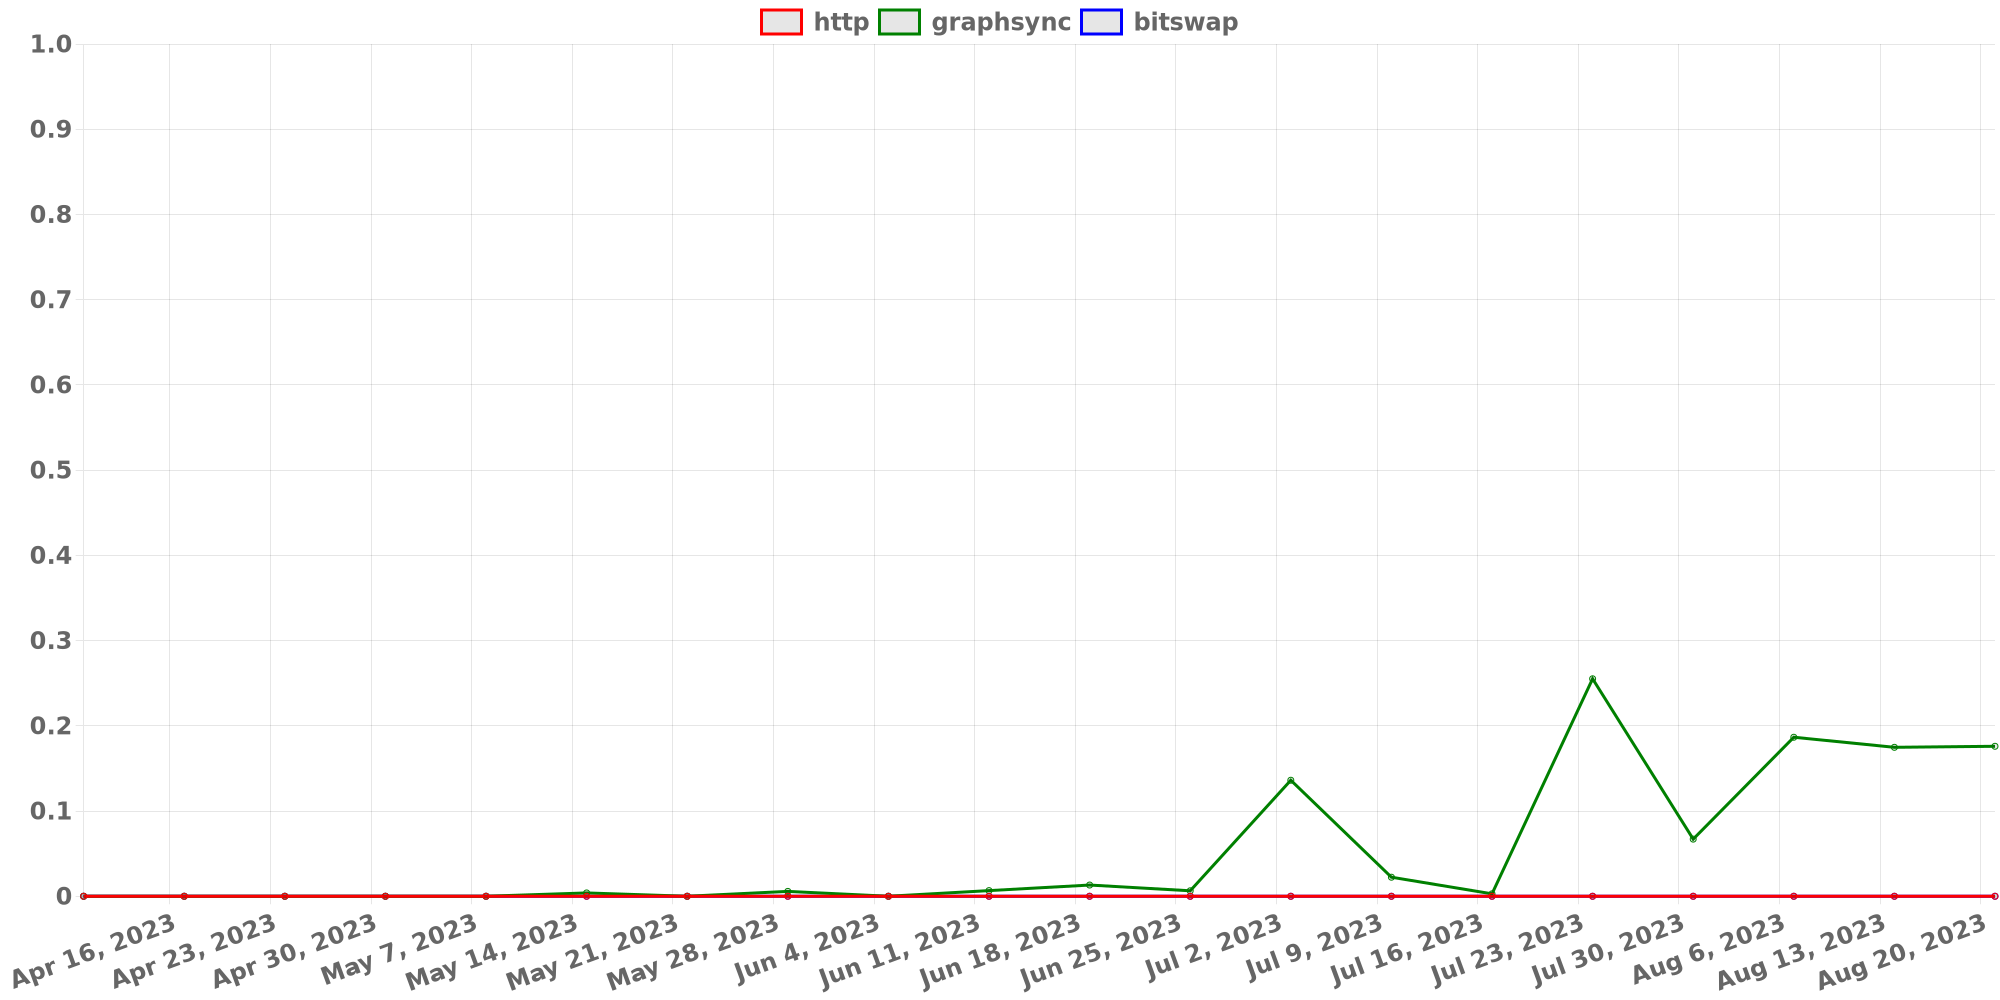 http graphsync bitswap
1.0
0.9
0.8
0.7
0.6
0.5
0.4
0.3
0.2
0.1
0
Apr 16, 2023
Apr 23, 2023
Apr 30, 2023
May 7, 2023
May 14, 2023
May 21, 2023
May 28, 2023
Jun 4, 2023
Jun 11, 2023
Jun 18, 2023
Jun 25, 2023
Jul 2, 2023
Jul 9, 2023
Jul 16, 2023
Jul 23, 2023
Jul 30, 2023
Aug 6, 2023
Aug 13, 2023
Aug 20, 2023